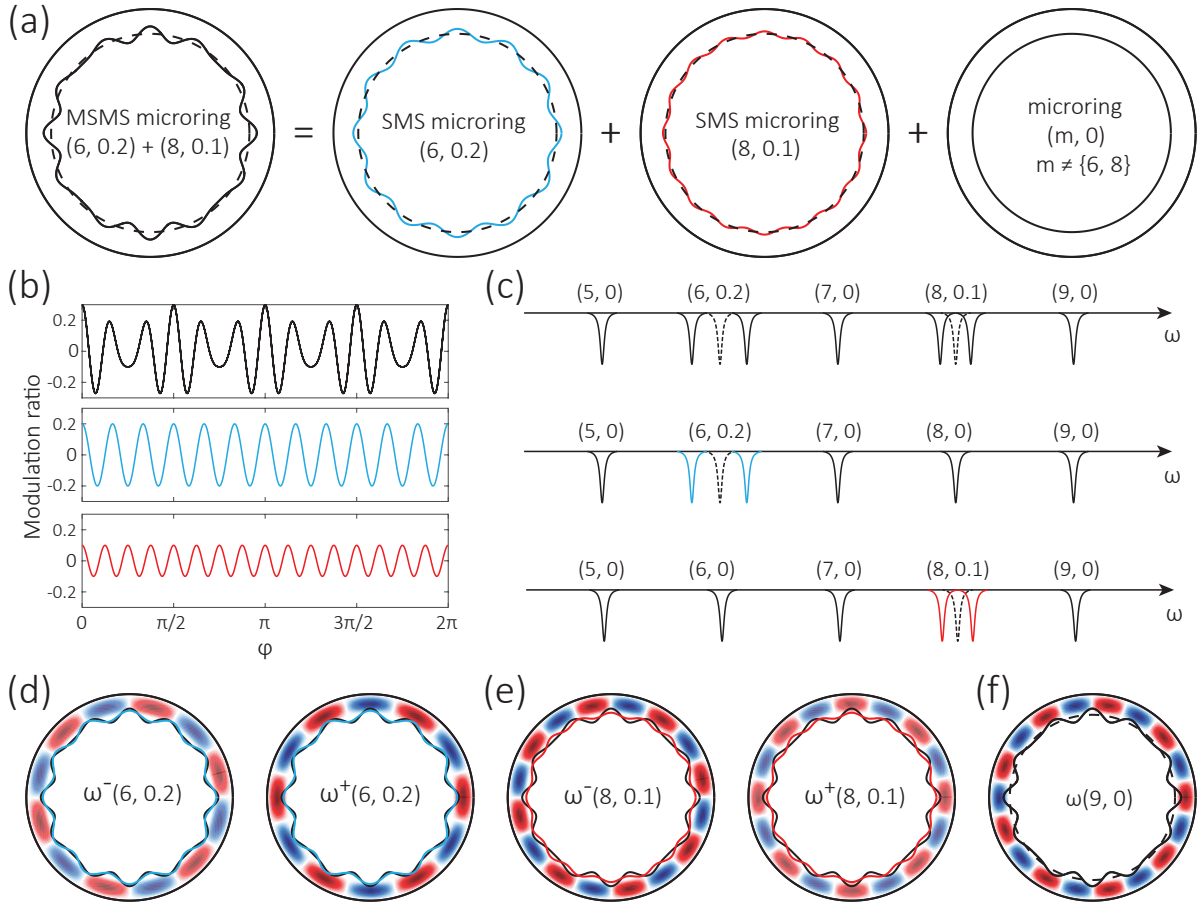 (a)
MSMS microring
(6, 0.2) + (8, 0.1)
=
SMS microring
(6, 0.2)
+
SMS microring
(8, 0.1)
+
microring
(m, 0)
m ≠ {6, 8}
(b)
Modulation ratio
0.2
0
-0.2
0.2
0
-0.2
0.2
0
-0.2
0 π/2 π 3π/2 2π
φ
(c)
(5, 0) (6, 0.2) (7, 0) (8, 0.1) (9, 0)
ω
(5, 0) (6, 0.2) (7, 0) (8, 0) (9, 0)
ω
(5, 0) (6, 0) (7, 0) (8, 0.1) (9, 0)
ω
(d)
ω⁻(6, 0.2)
ω⁺(6, 0.2)
(e)
ω⁻(8, 0.1)
ω⁺(8, 0.1)
(f)
ω(9, 0)